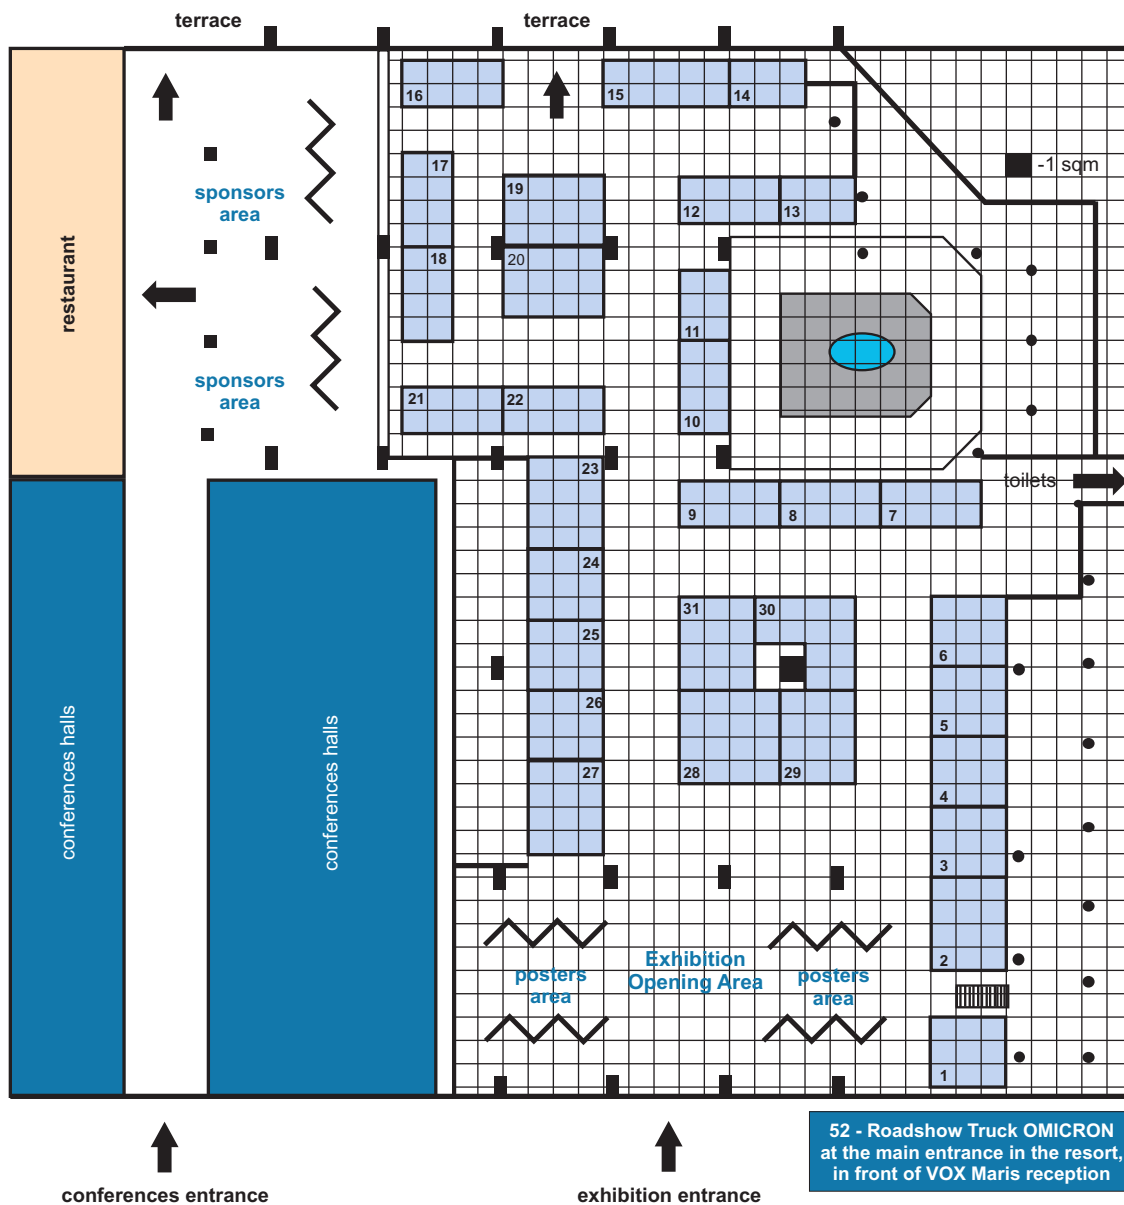 terrace
terrace
16
15
14
-1 sqm
17
sponsors
area
19
12
13
restaurant
18
20
11
sponsors
area
21
22
10
23
toilets
9
8
7
24
31
30
25
6
26
5
conferences halls
conferences halls
27
28
29
4
3
Exhibition
Opening Area
posters
area
posters
area
2
1
52 - Roadshow Truck OMICRON
at the main entrance in the resort,
in front of VOX Maris reception
conferences entrance
exhibition entrance